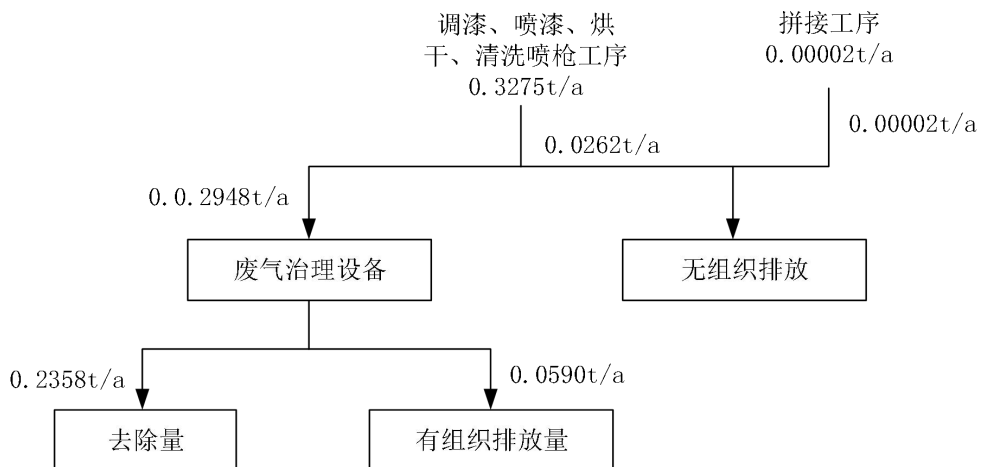 调漆、喷漆、烘
干、清洗喷枪工序
0.3275t/a
拼接工序
0.00002t/a
0.00002t/a
0.0262t/a
0.0.2948t/a
废气治理设备
无组织排放
0.2358t/a
0.0590t/a
去除量
有组织排放量